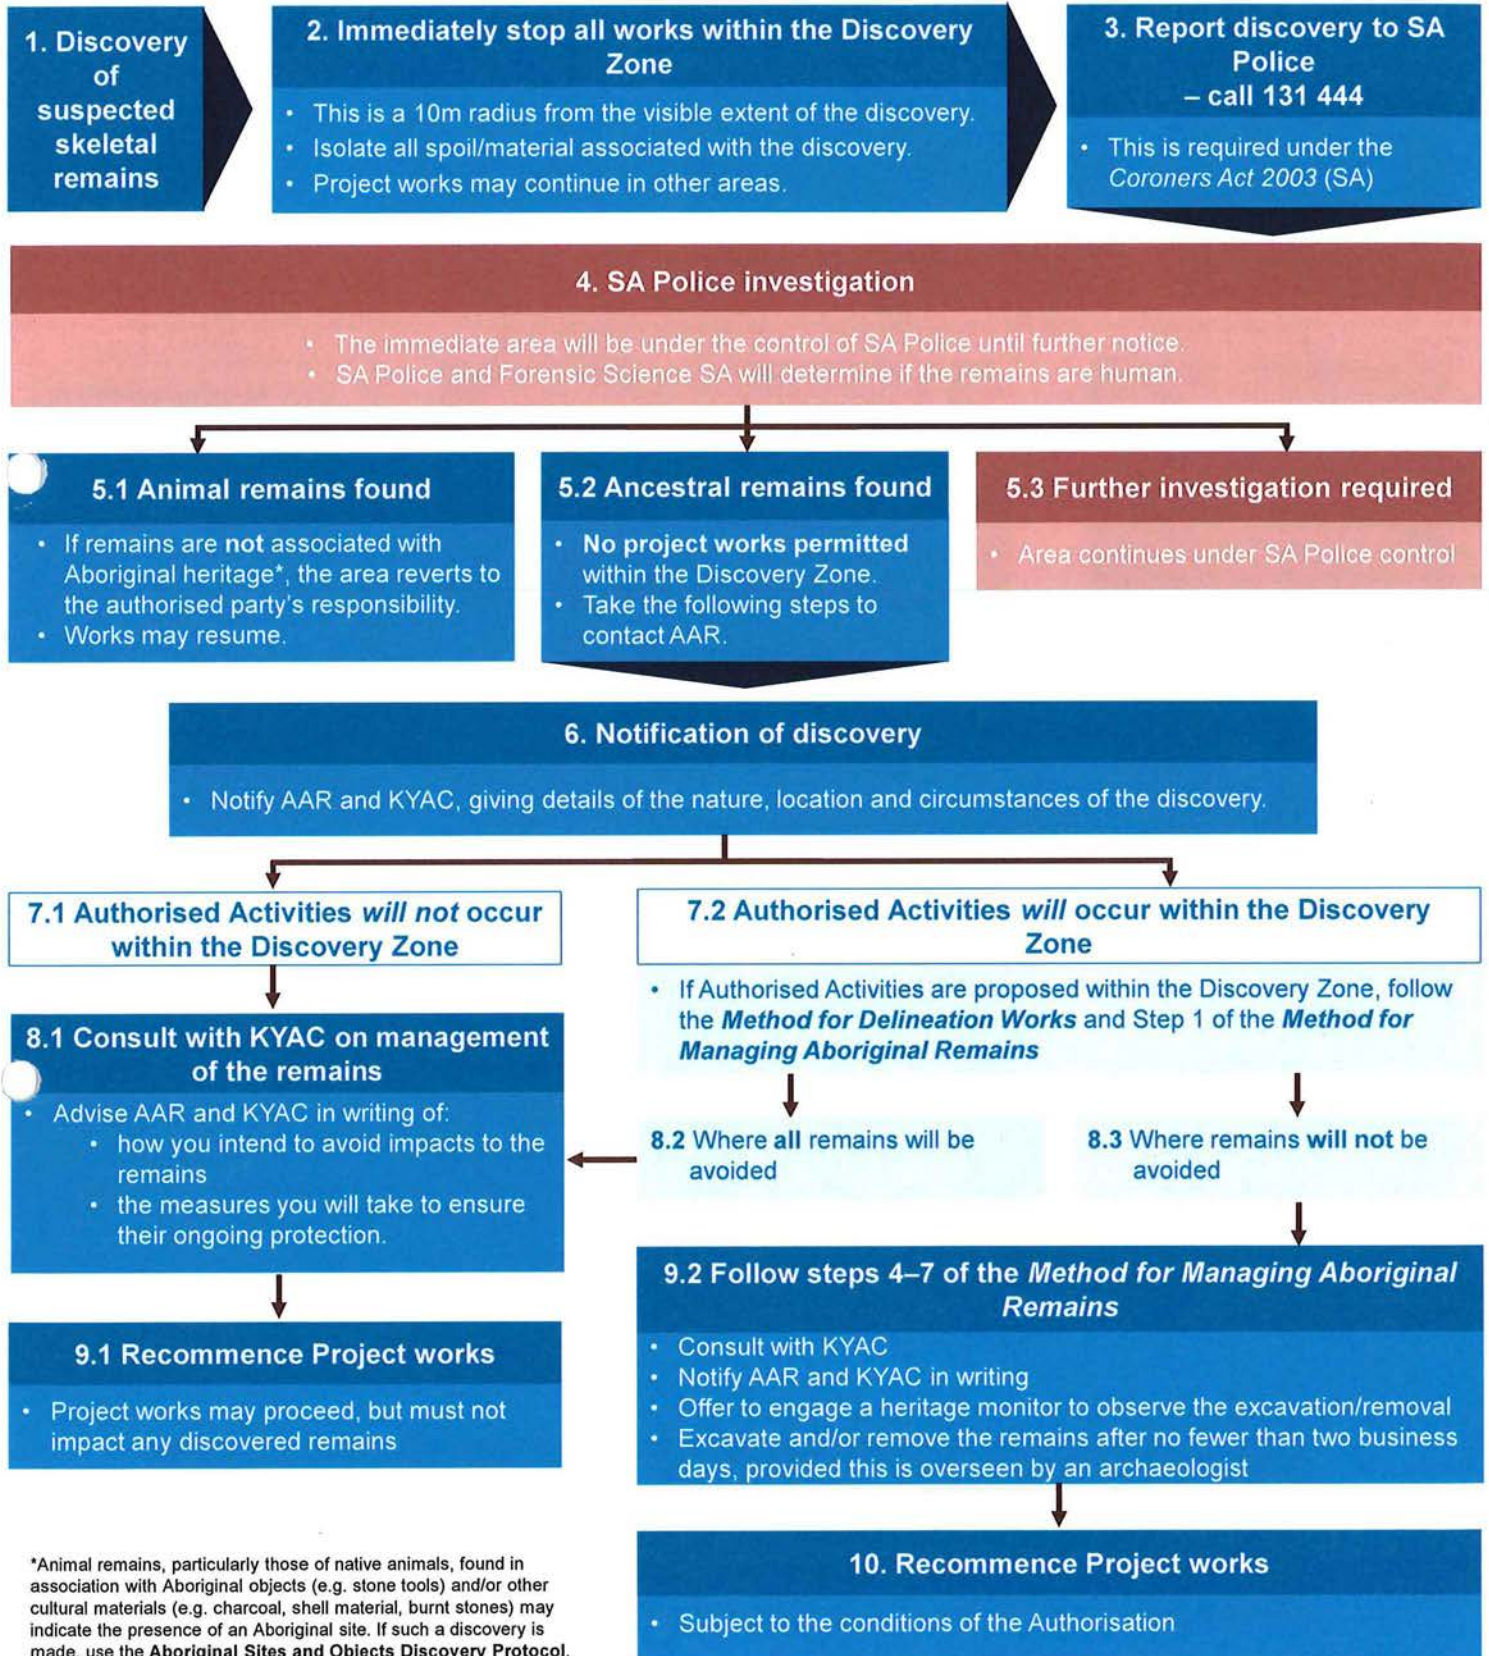 1. Discovery
of
suspected
skeletal
remains
2. Immediately stop all works within the Discovery
Zone
• This is a 10m radius from the visible extent of the discovery.
• Isolate all spoil/material associated with the discovery.
• Project works may continue in other areas.
3. Report discovery to SA
Police
– call 131 444
• This is required under the
Coroners Act 2003 (SA)
4. SA Police investigation
• The immediate area will be under the control of SA Police until further notice.
• SA Police and Forensic Science SA will determine if the remains are human.
5.1 Animal remains found
• If remains are not associated with
Aboriginal heritage*, the area reverts to
the authorised party's responsibility.
• Works may resume.
5.2 Ancestral remains found
• No project works permitted
within the Discovery Zone.
• Take the following steps to
contact AAR.
5.3 Further investigation required
• Area continues under SA Police control
6. Notification of discovery
• Notify AAR and KYAC, giving details of the nature, location and circumstances of the discovery.
7.1 Authorised Activities will not occur
within the Discovery Zone
7.2 Authorised Activities will occur within the Discovery
Zone
• If Authorised Activities are proposed within the Discovery Zone, follow
the Method for Delineation Works and Step 1 of the Method for
Managing Aboriginal Remains
8.1 Consult with KYAC on management
of the remains
• Advise AAR and KYAC in writing of:
• how you intend to avoid impacts to the
remains
• the measures you will take to ensure
their ongoing protection.
8.2 Where all remains will be
avoided
8.3 Where remains will not be
avoided
9.1 Recommence Project works
• Project works may proceed, but must not
impact any discovered remains
9.2 Follow steps 4–7 of the Method for Managing Aboriginal
Remains
• Consult with KYAC
• Notify AAR and KYAC in writing
• Offer to engage a heritage monitor to observe the excavation/removal
• Excavate and/or remove the remains after no fewer than two business
days, provided this is overseen by an archaeologist
10. Recommence Project works
• Subject to the conditions of the Authorisation
*Animal remains, particularly those of native animals, found in
association with Aboriginal objects (e.g. stone tools) and/or other
cultural materials (e.g. charcoal, shell material, burnt stones) may
indicate the presence of an Aboriginal site. If such a discovery is
made, use the Aboriginal Sites and Objects Discovery Protocol.